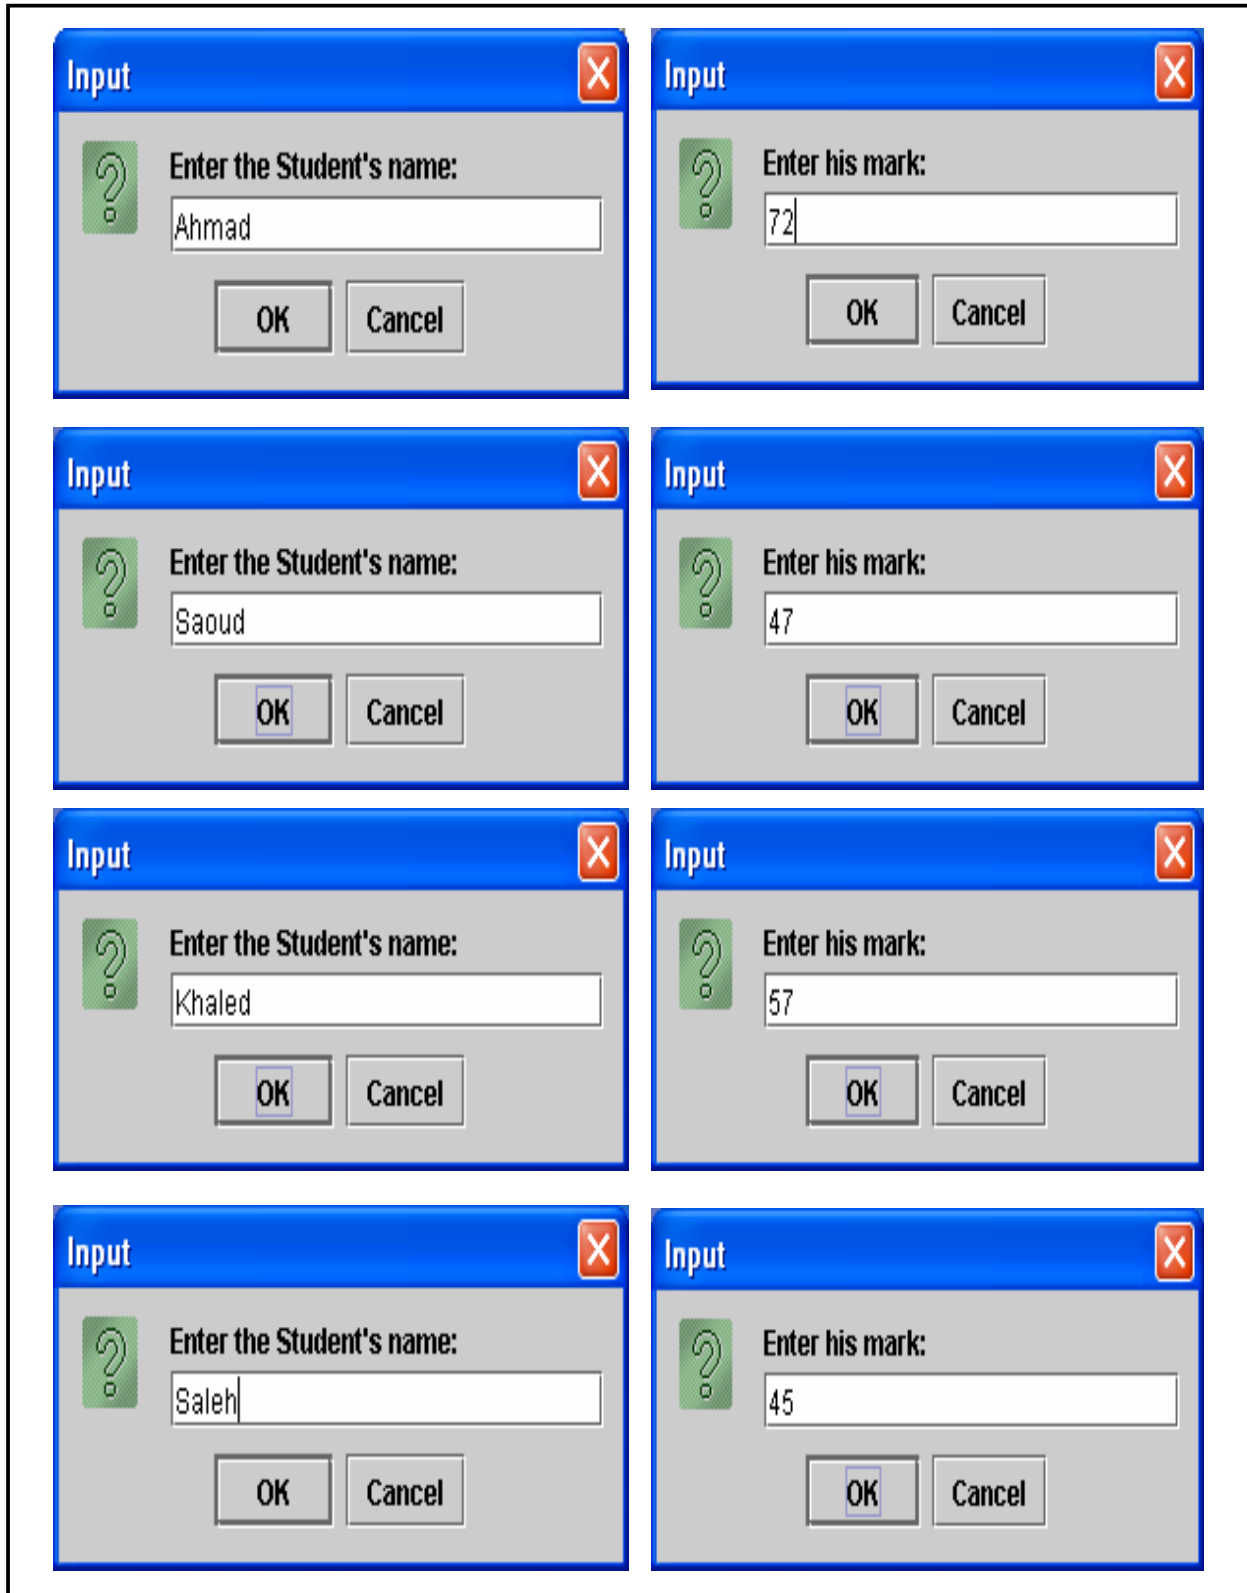 Input
Enter the Student's name:
Ahmad
OK Cancel
Input
Enter his mark:
72
OK Cancel
Input
Enter the Student's name:
Saoud
OK Cancel
Input
Enter his mark:
47
OK Cancel
Input
Enter the Student's name:
Khaled
OK Cancel
Input
Enter his mark:
57
OK Cancel
Input
Enter the Student's name:
Saleh
OK Cancel
Input
Enter his mark:
45
OK Cancel